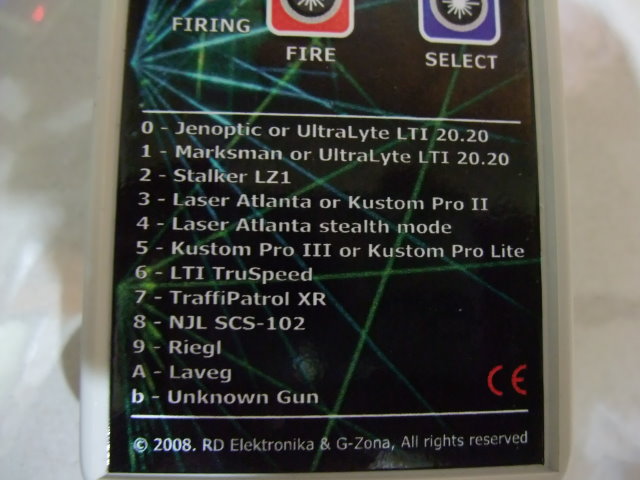 FIRING
FIRE
SELECT
0 - Jenoptic or UltraLyte LTI 20.20
1 - Marksman or UltraLyte LTI 20.20
2 - Stalker LZ1
3 - Laser Atlanta or Kustom Pro II
4 - Laser Atlanta stealth mode
5 - Kustom Pro III or Kustom Pro Lite
6 - LTI TruSpeed
7 - TraffiPatrol XR
8 - NJL SCS-102
9 - Riegl
A - Laveg
b - Unknown Gun
CE
© 2008. RD Elektronika & G-Zona, All rights reserved